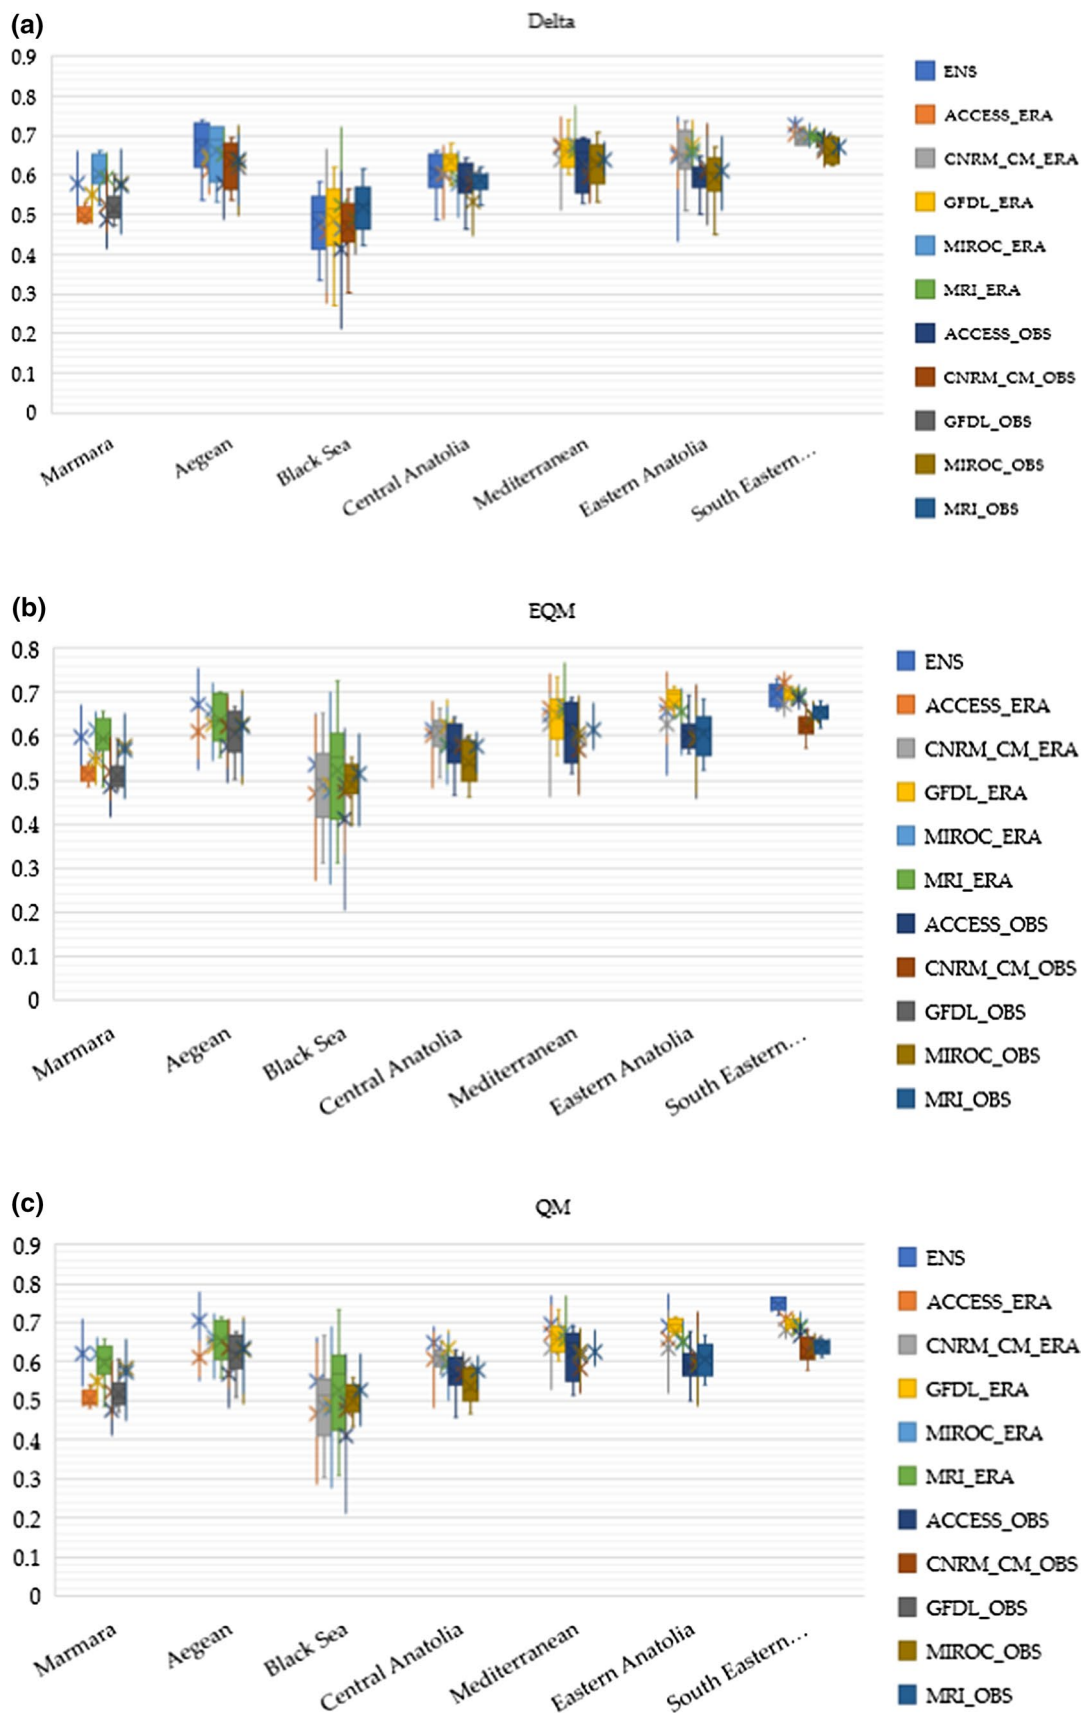 (a)
Delta
0.9
0.8
0.7
0.6
0.5
0.4
0.3
0.2
0.1
0
Marmara
Aegean
Black Sea
Central Anatolia
Mediterranean
Eastern Anatolia
South Eastern...
ENS
ACCESS_ERA
CNRM_CM_ERA
GFDL_ERA
MIROC_ERA
MRI_ERA
ACCESS_OBS
CNRM_CM_OBS
GFDL_OBS
MIROC_OBS
MRI_OBS
(b)
EQM
0.8
0.7
0.6
0.5
0.4
0.3
0.2
0.1
0
Marmara
Aegean
Black Sea
Central Anatolia
Mediterranean
Eastern Anatolia
South Eastern...
ENS
ACCESS_ERA
CNRM_CM_ERA
GFDL_ERA
MIROC_ERA
MRI_ERA
ACCESS_OBS
CNRM_CM_OBS
GFDL_OBS
MIROC_OBS
MRI_OBS
(c)
QM
0.9
0.8
0.7
0.6
0.5
0.4
0.3
0.2
0.1
0
Marmara
Aegean
Black Sea
Central Anatolia
Mediterranean
Eastern Anatolia
South Eastern...
ENS
ACCESS_ERA
CNRM_CM_ERA
GFDL_ERA
MIROC_ERA
MRI_ERA
ACCESS_OBS
CNRM_CM_OBS
GFDL_OBS
MIROC_OBS
MRI_OBS